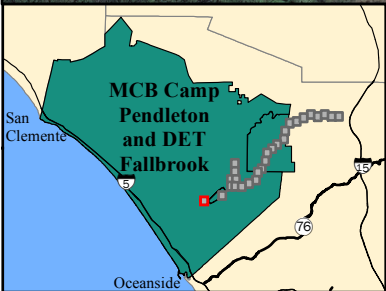 MCB Camp
Pendleton
and DET
Fallbrook
San
Clemente
5
15
76
Oceanside